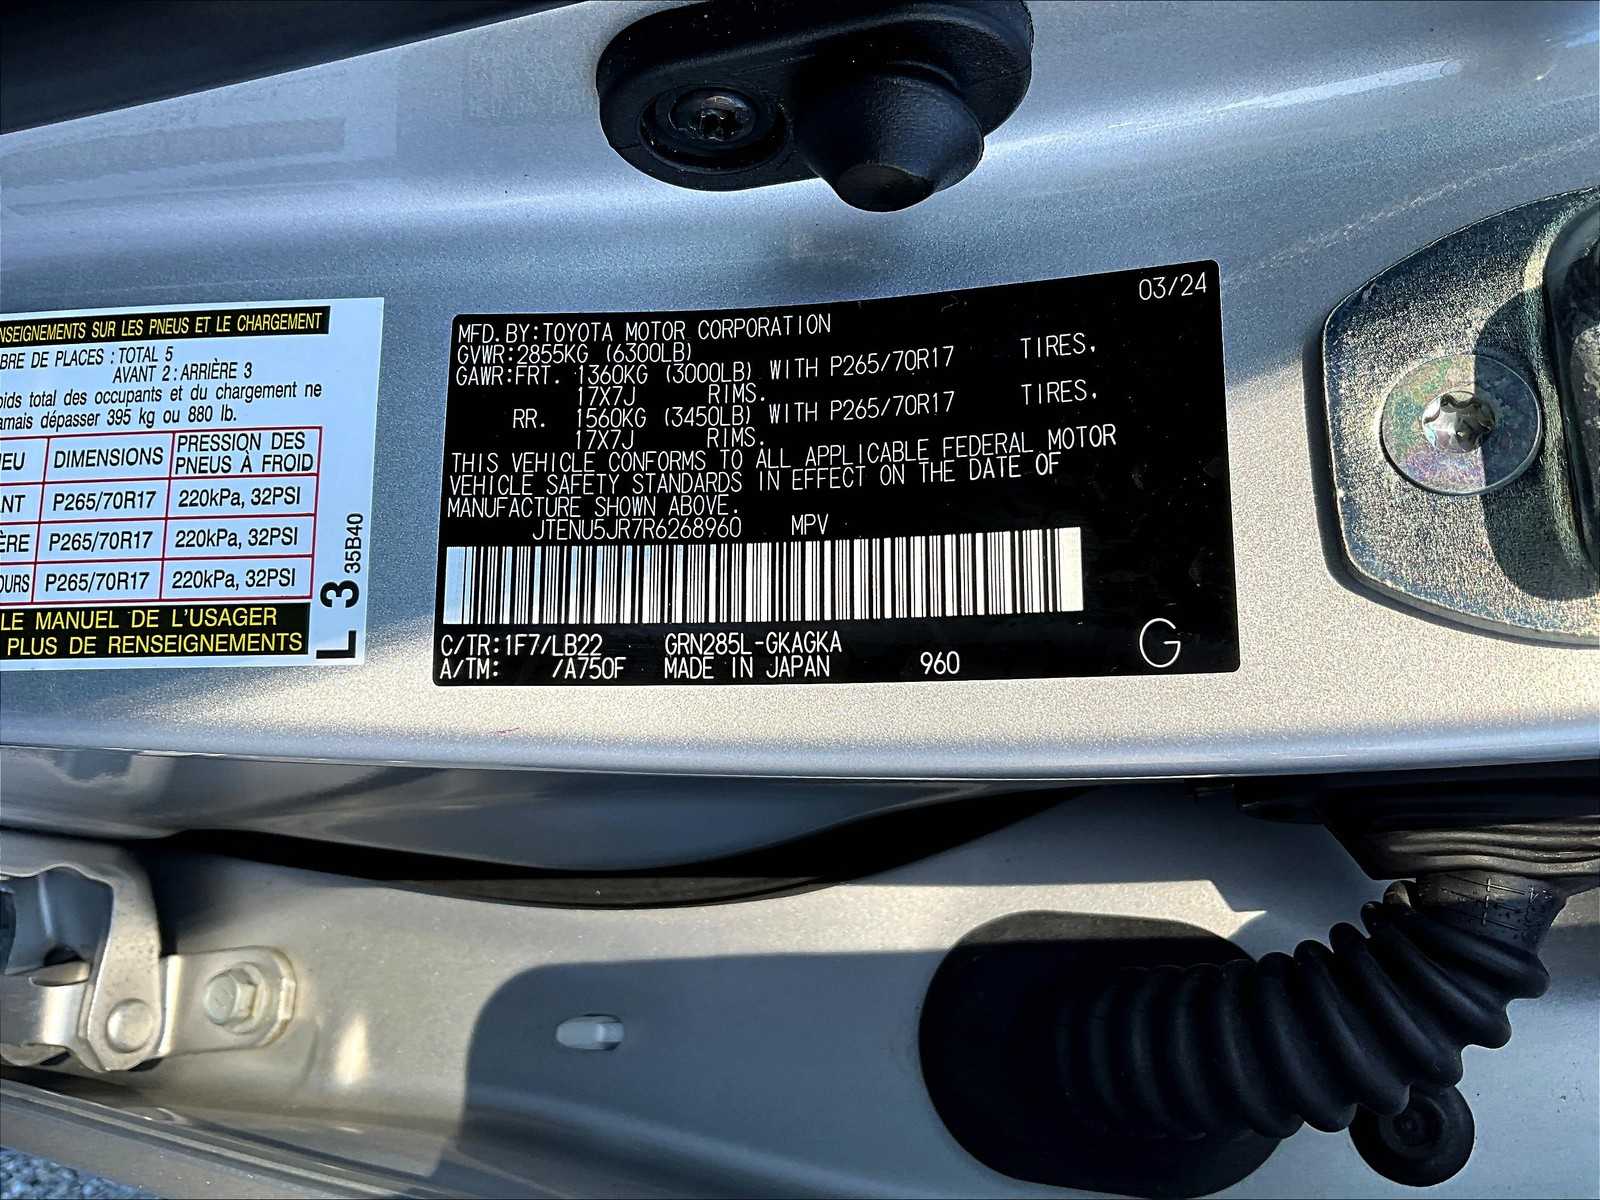 NSEIGNEMENTS SUR LES PNEUS ET LE CHARGEMENT
BRE DE PLACES : TOTAL 5
AVANT 2 : ARRIÈRE 3
oids total des occupants et du chargement ne
amais dépasser 395 kg ou 880 lb.
EU DIMENSIONS PRESSION DES PNEUS À FROID
ANT P265/70R17 220kPa, 32PSI
ÈRE P265/70R17 220kPa, 32PSI
OURS P265/70R17 220kPa, 32PSI
LE MANUEL DE L'USAGER
PLUS DE RENSEIGNEMENTS
L 3 35B40
03/24
MFD.BY:TOYOTA MOTOR CORPORATION
GVWR:2855KG (6300LB)
GAWR:FRT. 1360KG (3000LB) WITH P265/70R17 TIRES,
17X7J RIMS.
RR. 1560KG (3450LB) WITH P265/70R17 TIRES,
17X7J RIMS.
THIS VEHICLE CONFORMS TO ALL APPLICABLE FEDERAL MOTOR
VEHICLE SAFETY STANDARDS IN EFFECT ON THE DATE OF
MANUFACTURE SHOWN ABOVE.
JTENU5JR7R6268960 MPV
C/TR:1F7/LB22 GRN285L-GKAGKA
A/TM: /A750F MADE IN JAPAN 960
G